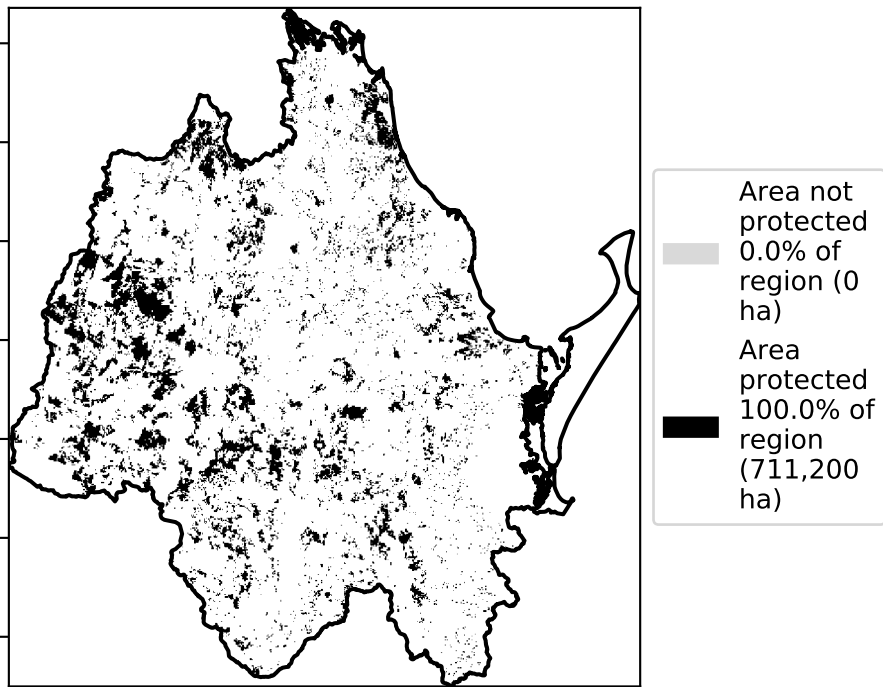 Area not
protected
0.0% of
region (0
ha)
Area
protected
100.0% of
region
(711,200
ha)